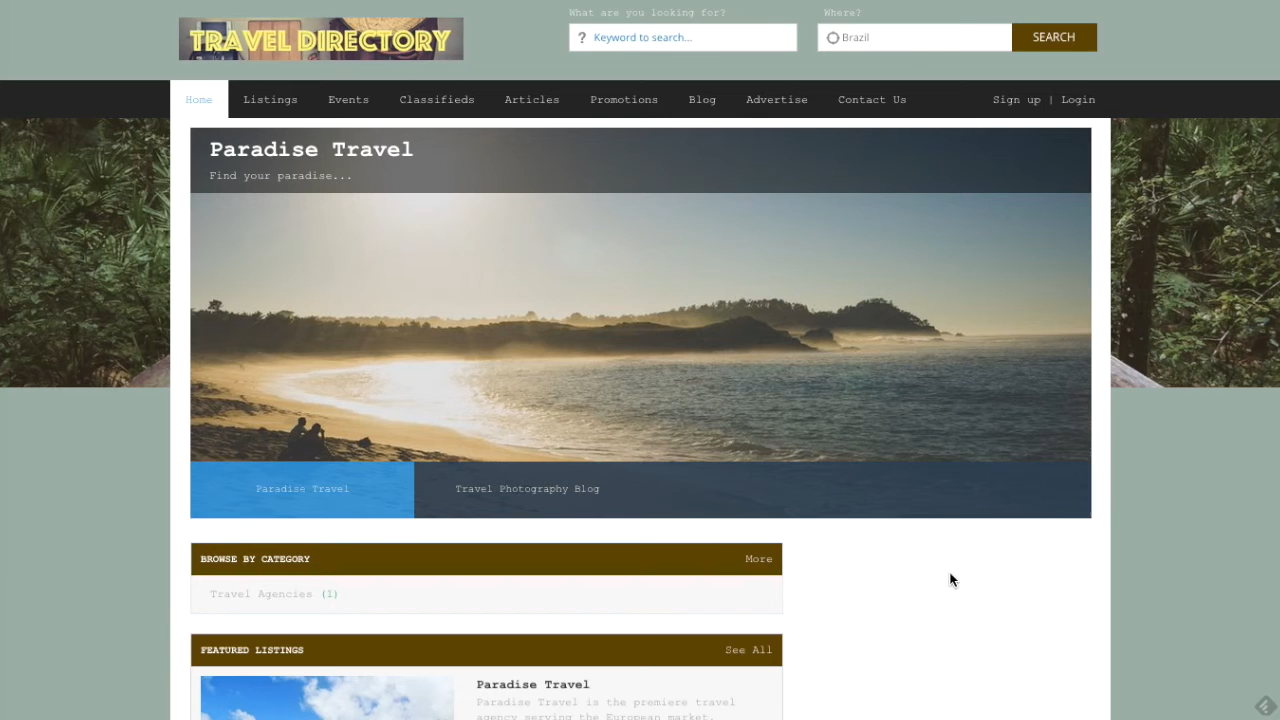 TRAVEL DIRECTORY
What are you looking for?
Where?
? Keyword to search...
Brazil
SEARCH
Home Listings Events Classifieds Articles Promotions Blog Advertise Contact Us Sign up | Login
Paradise Travel
Find your paradise...
Paradise Travel Travel Photography Blog
BROWSE BY CATEGORY More
Travel Agencies (1)
FEATURED LISTINGS See All
Paradise Travel
Paradise Travel is the premiere travel
agency serving the European market.